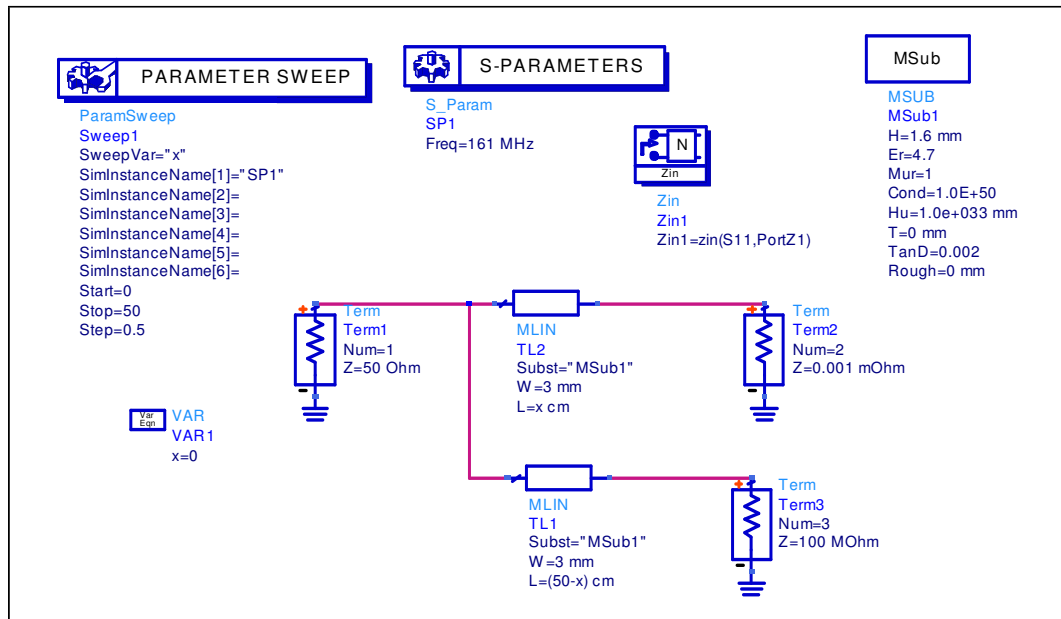 PARAMETER SWEEP
ParamSweep
Sweep1
SweepVar="x"
SimInstanceName[1]="SP1"
SimInstanceName[2]=
SimInstanceName[3]=
SimInstanceName[4]=
SimInstanceName[5]=
SimInstanceName[6]=
Start=0
Stop=50
Step=0.5
S-PARAMETERS
S_Param
SP1
Freq=161 MHz
N
Zin
Zin
Zin1
Zin1=zin(S11,PortZ1)
MSub
MSUB
MSub1
H=1.6 mm
Er=4.7
Mur=1
Cond=1.0E+50
Hu=1.0e+033 mm
T=0 mm
TanD=0.002
Rough=0 mm
Term
Term1
Num=1
Z=50 Ohm
MLIN
TL2
Subst="MSub1"
W=3 mm
L=x cm
Term
Term2
Num=2
Z=0.001 mOhm
Var
Eqn
VAR
VAR1
x=0
MLIN
TL1
Subst="MSub1"
W=3 mm
L=(50-x) cm
Term
Term3
Num=3
Z=100 MOhm